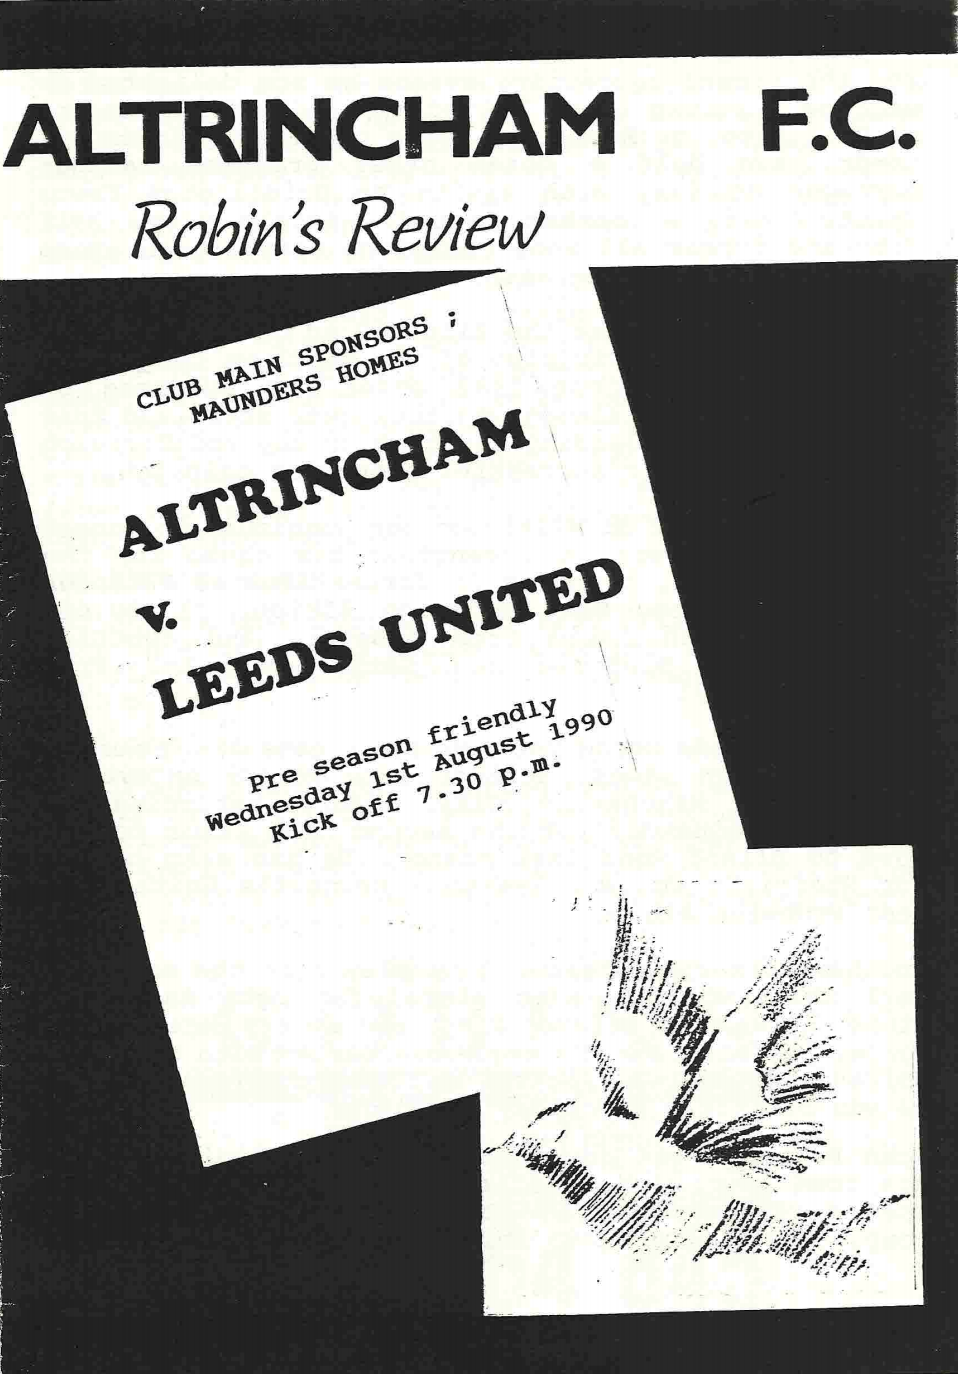 ALTRINCHAM F.C.
Robin's Review
CLUB MAIN SPONSORS ;
MAUNDERS HOMES
ALTRINCHAM
v.
LEEDS UNITED
Pre season friendly
Wednesday 1st August 1990
Kick off 7.30 p.m.